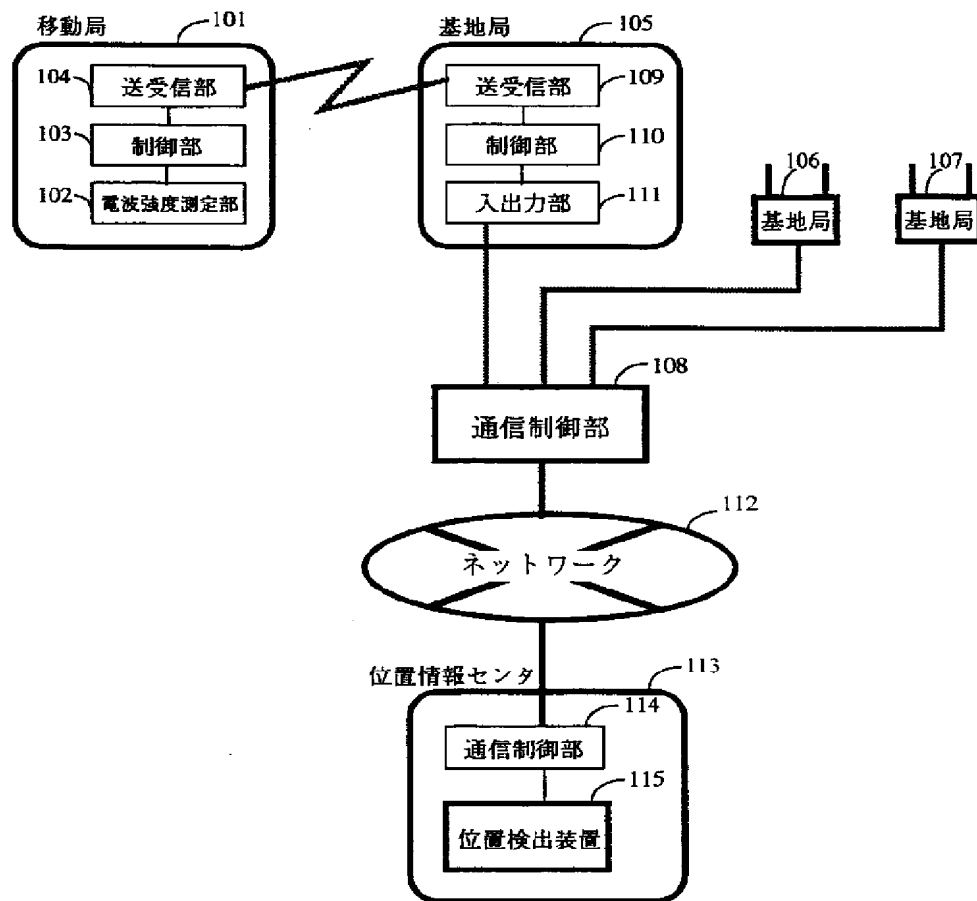 移動局
101
基地局
105
104
送受信部
103
制御部
102
電波強度測定部
送受信部
109
制御部
110
入出力部
111
106
基地局
107
基地局
108
通信制御部
112
ネットワーク
位置情報センタ
113
114
通信制御部
115
位置検出装置